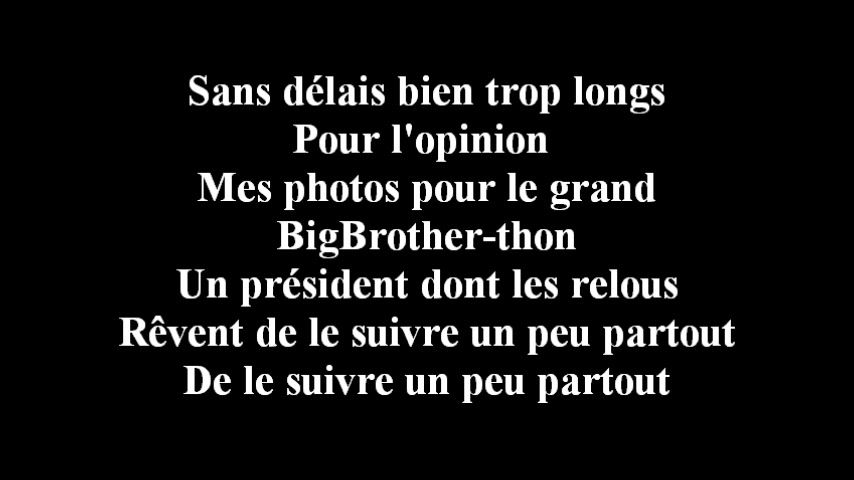 Sans délais bien trop longs
Pour l'opinion
Mes photos pour le grand
BigBrother-thon
Un président dont les relous
Rêvent de le suivre un peu partout
De le suivre un peu partout